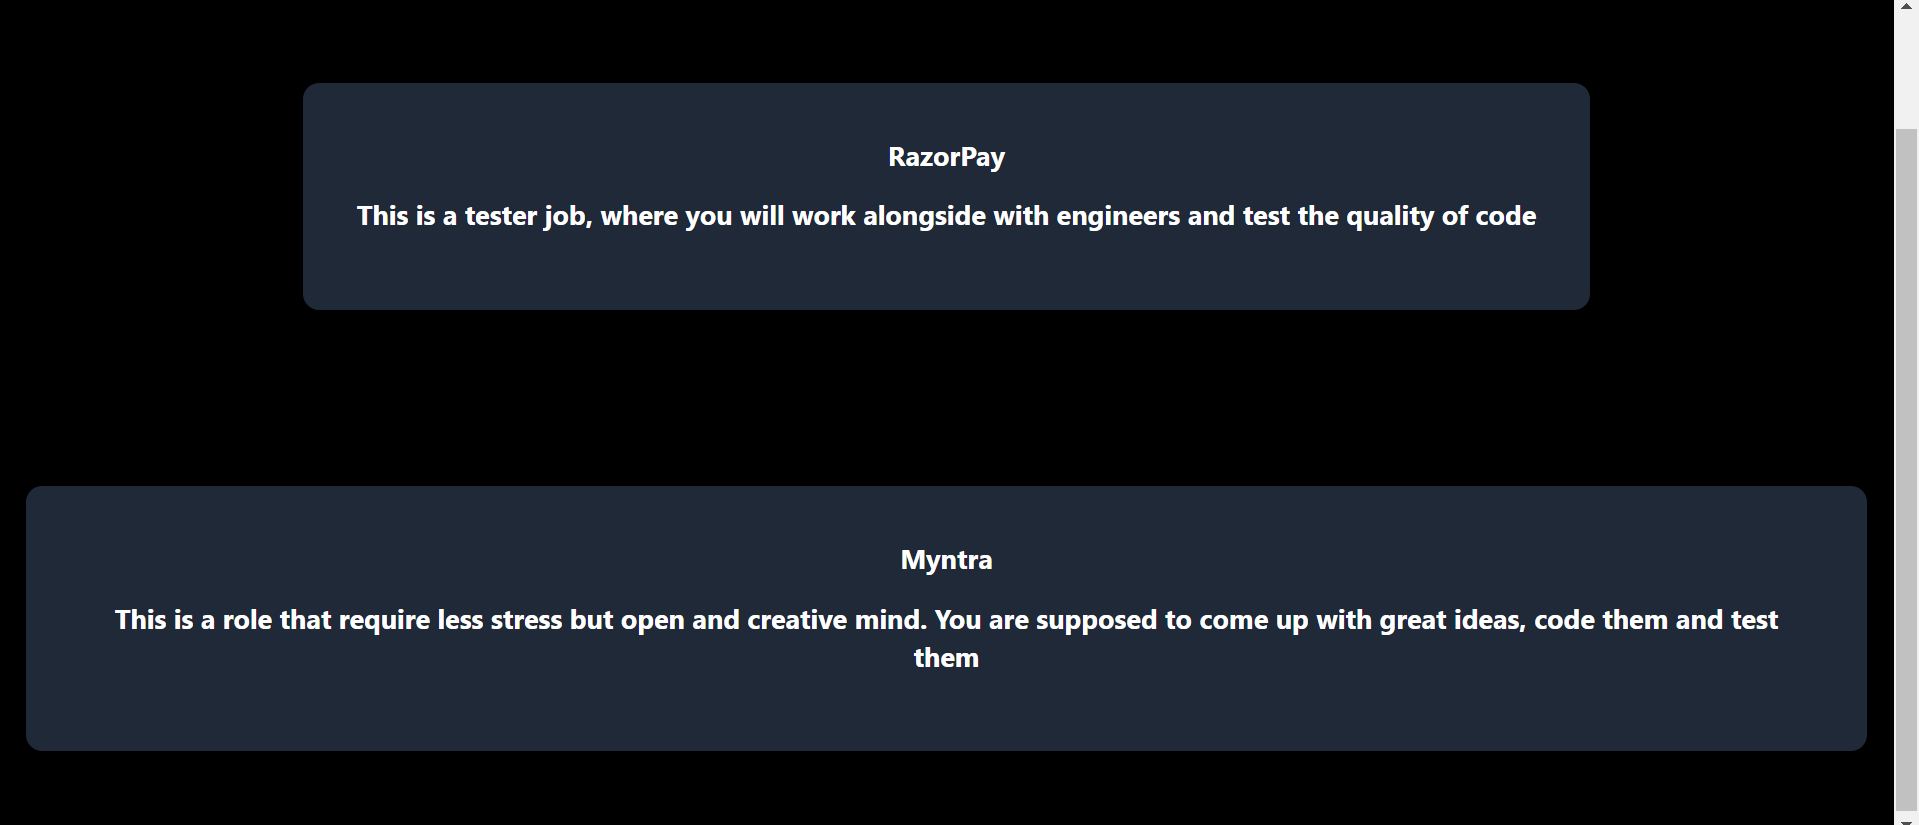 RazorPay
This is a tester job, where you will work alongside with engineers and test the quality of code
Myntra
This is a role that require less stress but open and creative mind. You are supposed to come up with great ideas, code them and test
them